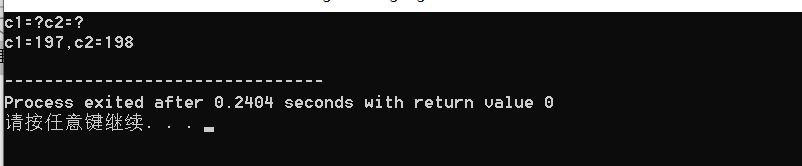 c1=?c2=?
c1=197,c2=198
--------------------------------
Process exited after 0.2404 seconds with return value 0
请按任意键继续. . .